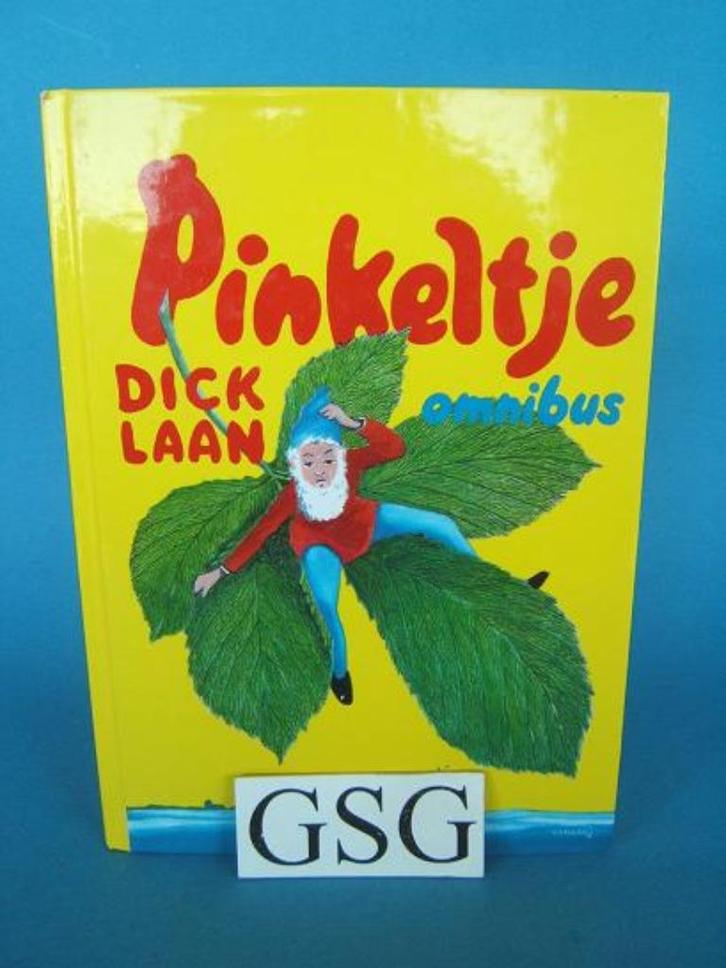 Pinkeltje
DICK
LAAN
omnibus
GSG